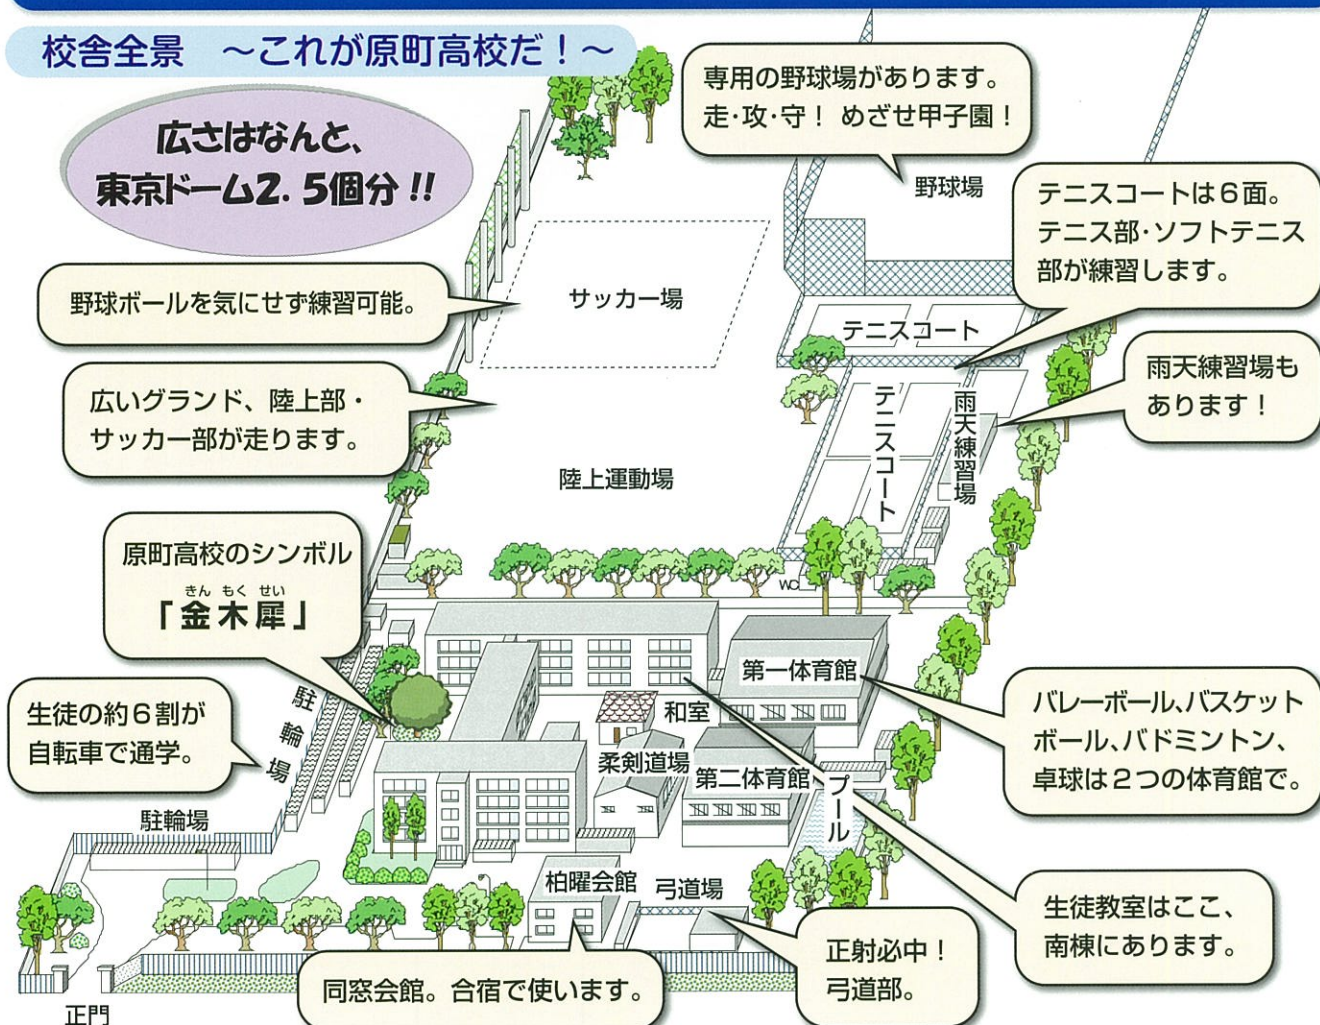 校舎全景　～これが原町高校だ！～
広さはなんと、
東京ドーム2.5個分!!
専用の野球場があります。
走･攻･守！ めざせ甲子園！
野球場
テニスコートは６面。
テニス部･ソフトテニス
部が練習します。
野球ボールを気にせず練習可能。
サッカー場
テニスコート
雨天練習場も
あります！
広いグランド、陸上部・
サッカー部が走ります。
テニスコート
雨天練習場
陸上運動場
原町高校のシンボル
きん もく せい
「金木犀」
WC
第一体育館
和室
駐輪場
生徒の約６割が
自転車で通学。
バレーボール、バスケット
ボール、バドミントン、
卓球は２つの体育館で。
柔剣道場
第二体育館
プール
駐輪場
柏曜会館
弓道場
生徒教室はここ、
南棟にあります。
正射必中！
弓道部。
同窓会館。合宿で使います。
正門